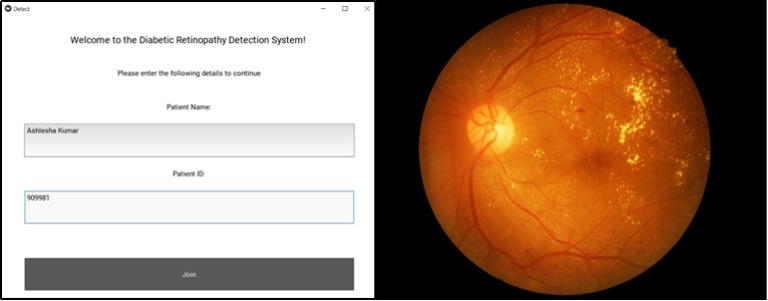 Detect
Welcome to the Diabetic Retinopathy Detection System!
Please enter the following details to continue
Patient Name:
Ashlesha Kumar
Patient ID:
909981
Join